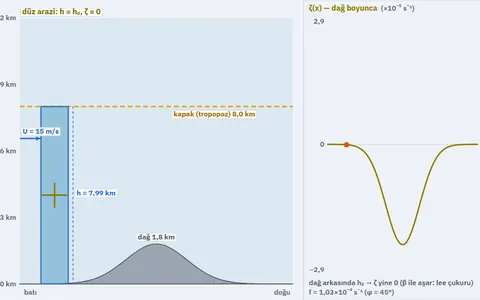 düz arazi: h = h₀, ζ = 0
2 km
9 km
6 km
3 km
0 km
kapak (tropopoz) 8,0 km
U = 15 m/s
h = 7,99 km
dağ 1,8 km
batı
doğu
ζ(x) — dağ boyunca (×10⁻⁵ s⁻¹)
2,9
0
−2,9
dağ arkasında h₀ → ζ yine 0 (β ile aşar: lee çukuru)
f = 1,03×10⁻⁴ s⁻¹ (φ = 45°)